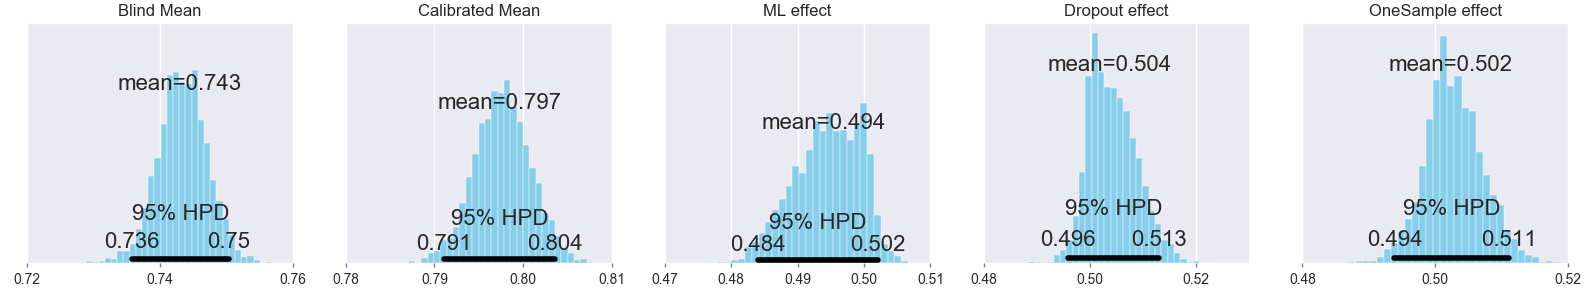 Blind Mean
mean=0.743
95% HPD
0.736 0.75
0.72 0.74 0.76
Calibrated Mean
mean=0.797
95% HPD
0.791 0.804
0.78 0.79 0.80 0.81
ML effect
mean=0.494
95% HPD
0.484 0.502
0.47 0.48 0.49 0.50 0.51
Dropout effect
mean=0.504
95% HPD
0.496 0.513
0.48 0.50 0.52
OneSample effect
mean=0.502
95% HPD
0.494 0.511
0.48 0.50 0.52